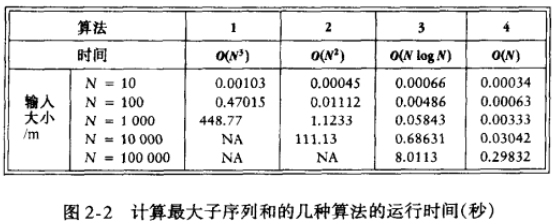 算法 1 2 3 4
时间 O(N³) O(N²) O(N log N) O(N)
输入大小/m N = 10 0.00103 0.00045 0.00066 0.00034
N = 100 0.47015 0.01112 0.00486 0.00063
N = 1 000 448.77 1.1233 0.05843 0.00333
N = 10 000 NA 111.13 0.68631 0.03042
N = 100 000 NA NA 8.0113 0.29832
图2-2 计算最大子序列和的几种算法的运行时间(秒)